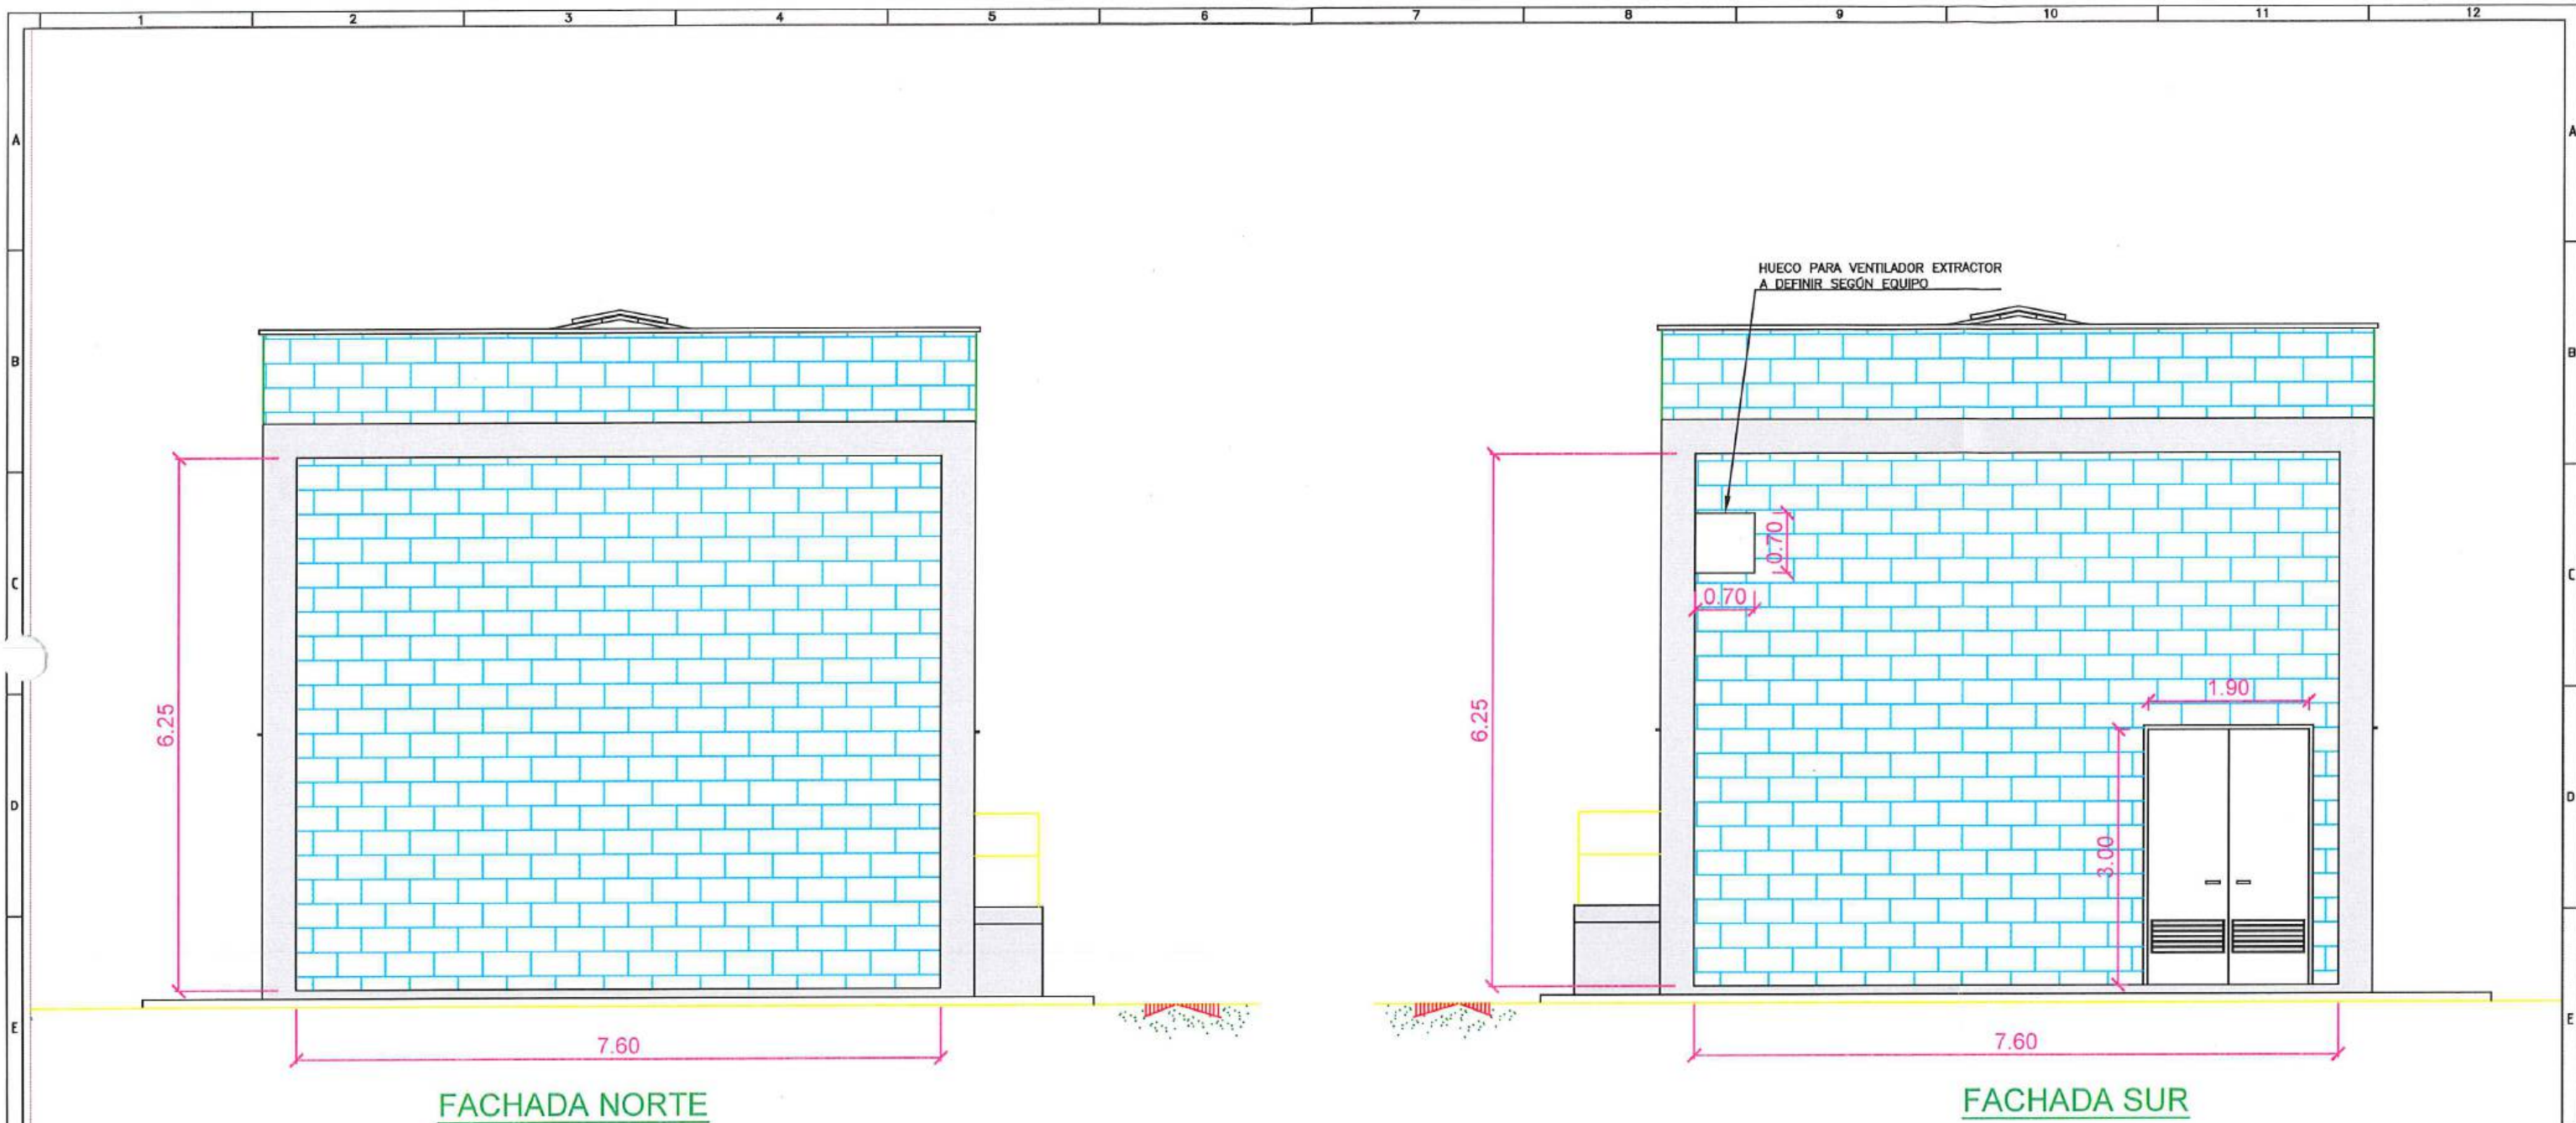 1 2 3 4 5 6 7 8 9 10 11 12
A A
HUECO PARA VENTILADOR EXTRACTOR
A DEFINIR SEGÚN EQUIPO
B B
C C
0.70
0.70
6.25
6.25
1.90
D D
3.00
E E
7.60
7.60
FACHADA NORTE
FACHADA SUR